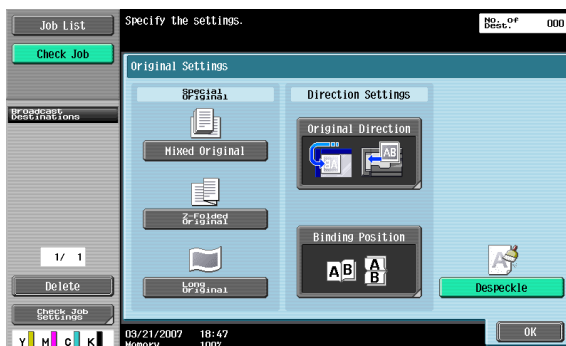 Job List
Check Job
Broadcast
Destinations
1/ 1
Delete
Check Job
Settings
Y M C K
Specify the settings.
No. of
Dest.
000
Original Settings
Special
Original
Mixed Original
Z-Folded
Original
Long
Original
Direction Settings
Original Direction
AB
Binding Position
AB
A
B
A
Despeckle
03/21/2007 18:47
Memory 100%
OK